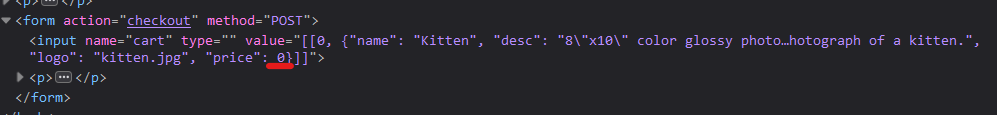 <p>···</p>
<form action="checkout" method="POST">
<input name="cart" type="" value="[[0, {"name": "Kitten", "desc": "8\"x10\" color glossy photo…hotograph of a kitten.",
"logo": "kitten.jpg", "price": 0}]]">
<p>···</p>
</form>